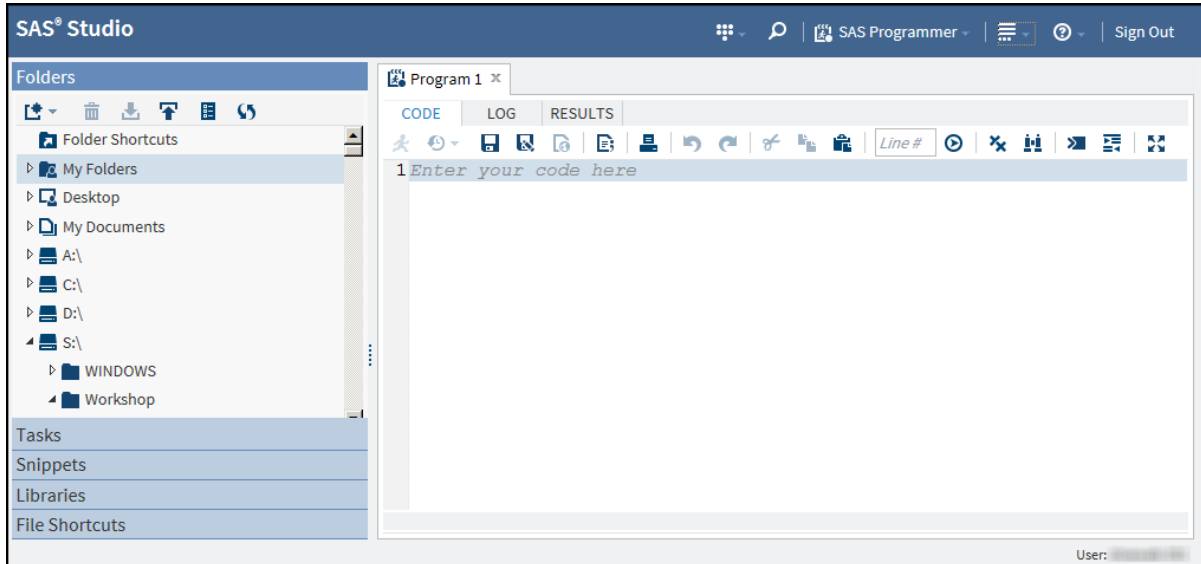 SAS® Studio
SAS Programmer
Sign Out
Folders
Folder Shortcuts
My Folders
Desktop
My Documents
A:\
C:\
D:\
S:\
WINDOWS
Workshop
Tasks
Snippets
Libraries
File Shortcuts
Program 1
CODE LOG RESULTS
Line #
1 Enter your code here
User: